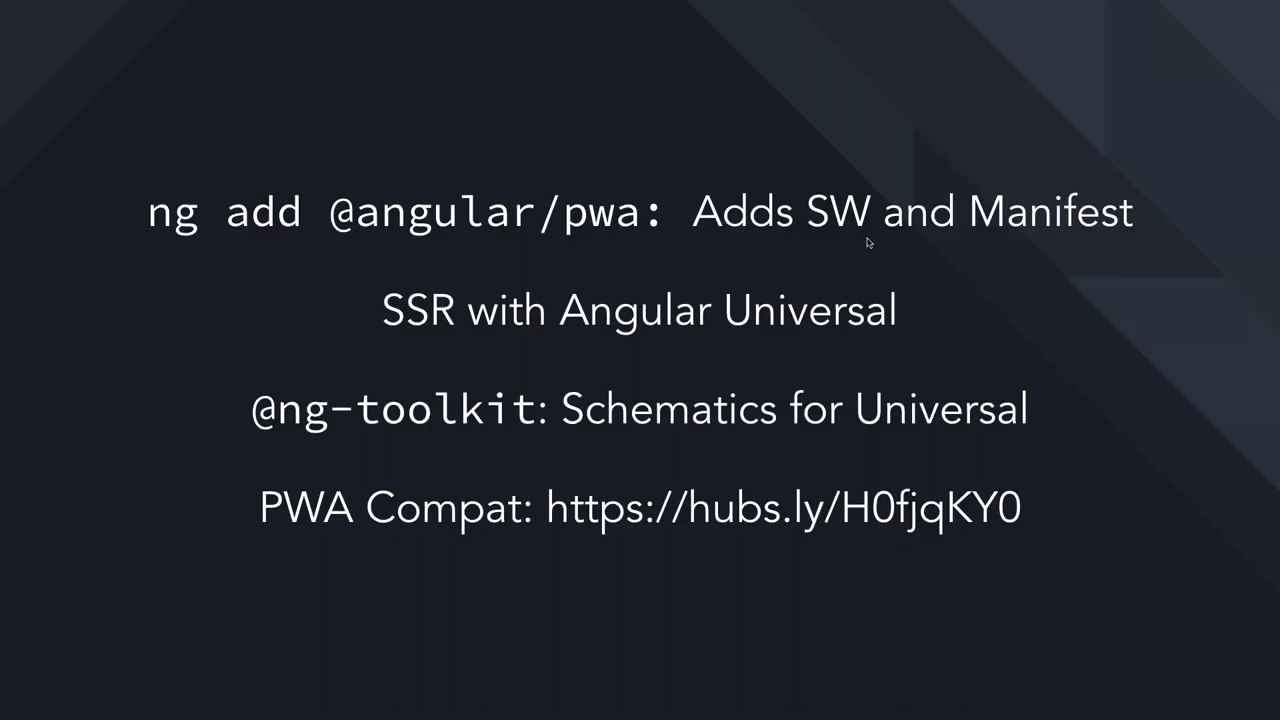 ng add @angular/pwa: Adds SW and Manifest
SSR with Angular Universal
@ng-toolkit: Schematics for Universal
PWA Compat: https://hubs.ly/H0fjqKY0